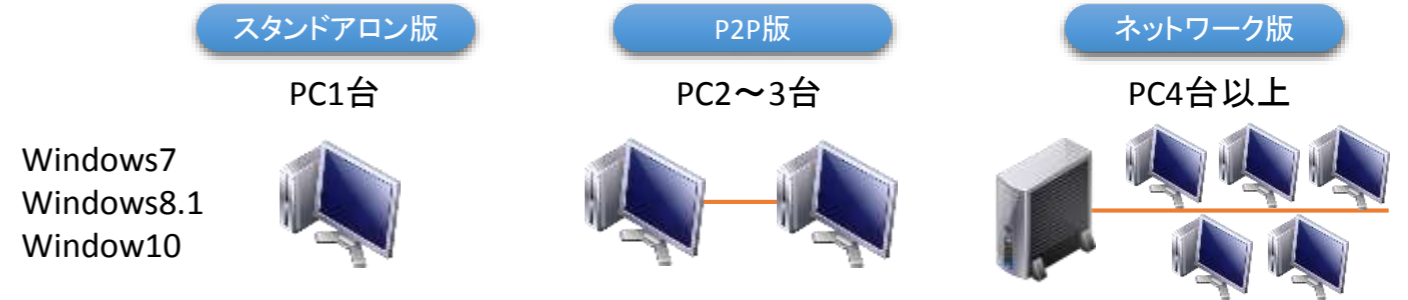 スタンドアロン版
P2P版
ネットワーク版
PC1台
PC2～3台
PC4台以上
Windows7
Windows8.1
Window10